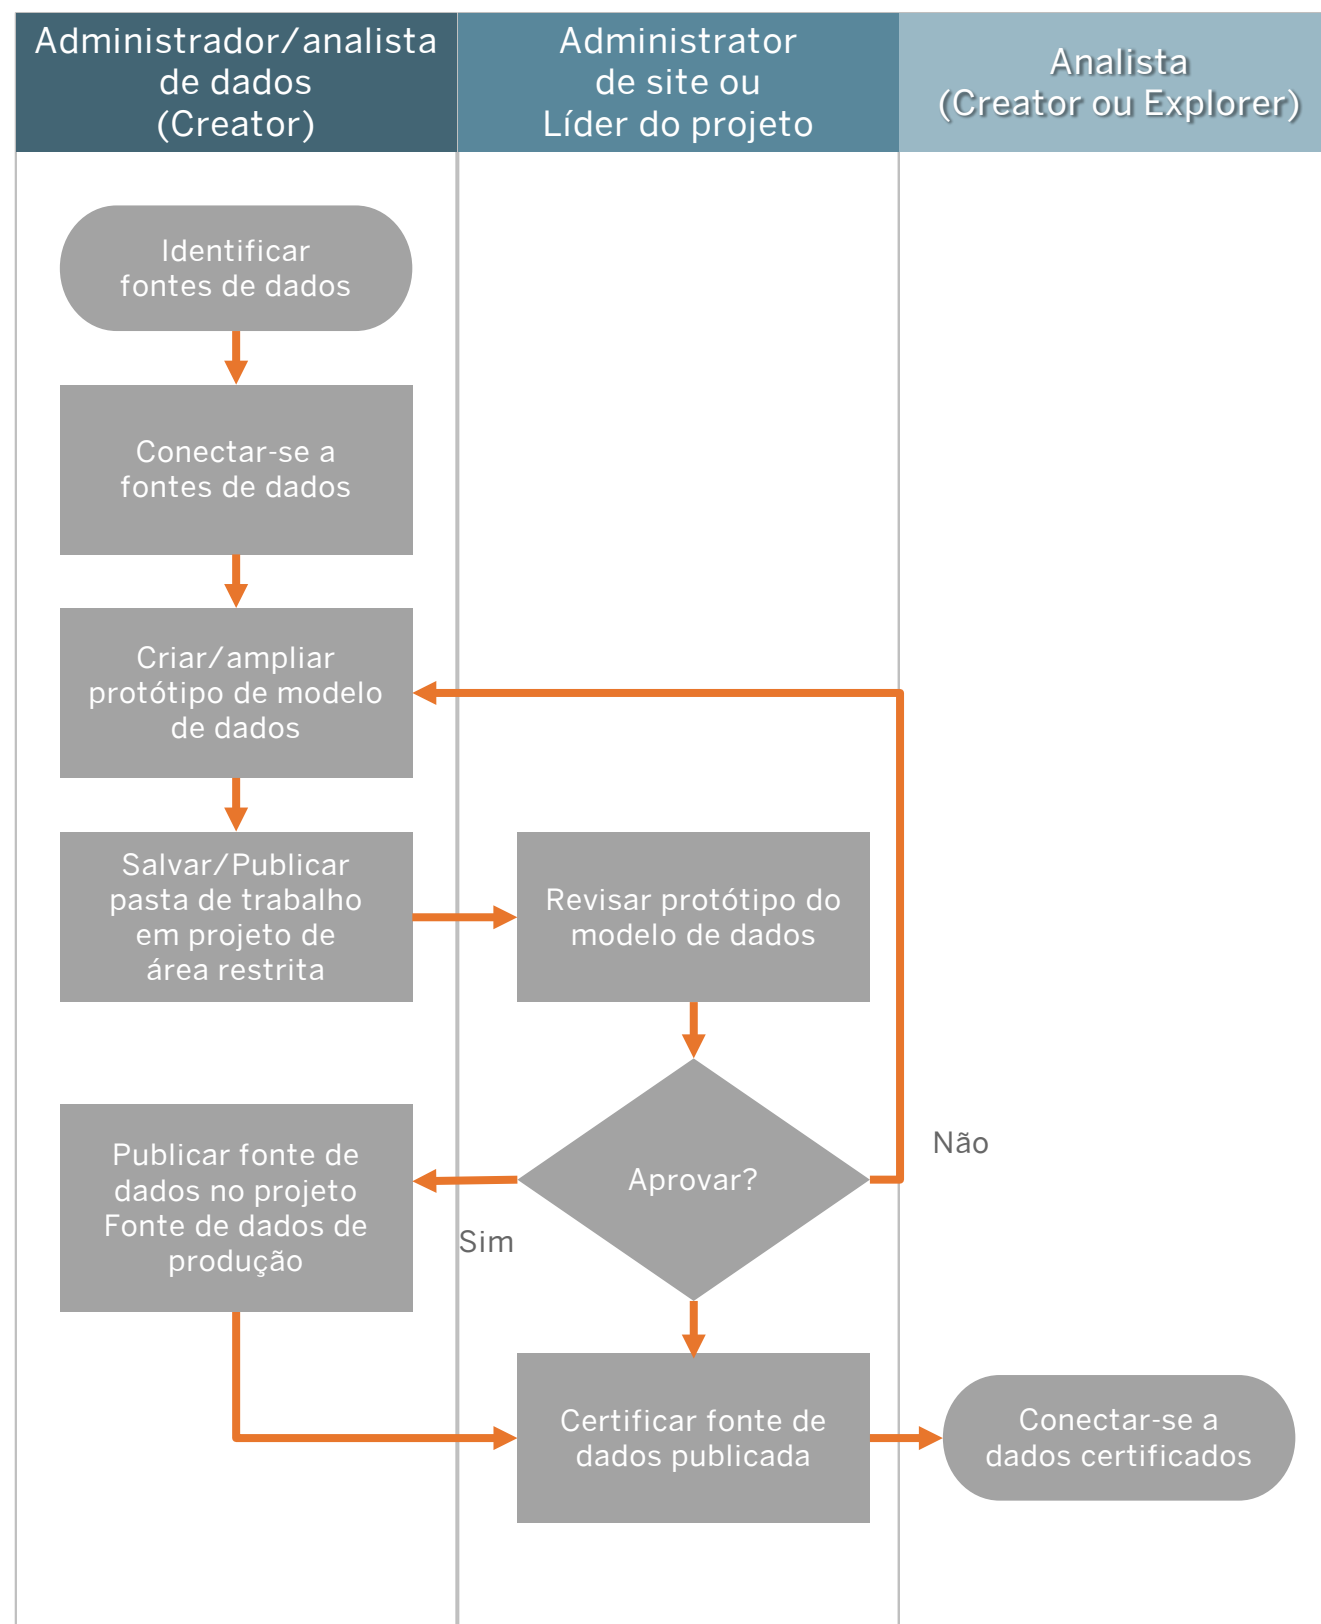 Administrador/analista
de dados
(Creator)
Administrator
de site ou
Líder do projeto
Analista
(Creator ou Explorer)
Identificar
fontes de dados
Conectar-se a
fontes de dados
Criar/ampliar
protótipo de modelo
de dados
Salvar/Publicar
pasta de trabalho
em projeto de
área restrita
Revisar protótipo do
modelo de dados
Aprovar?
Não
Sim
Publicar fonte de
dados no projeto
Fonte de dados de
produção
Certificar fonte de
dados publicada
Conectar-se a
dados certificados